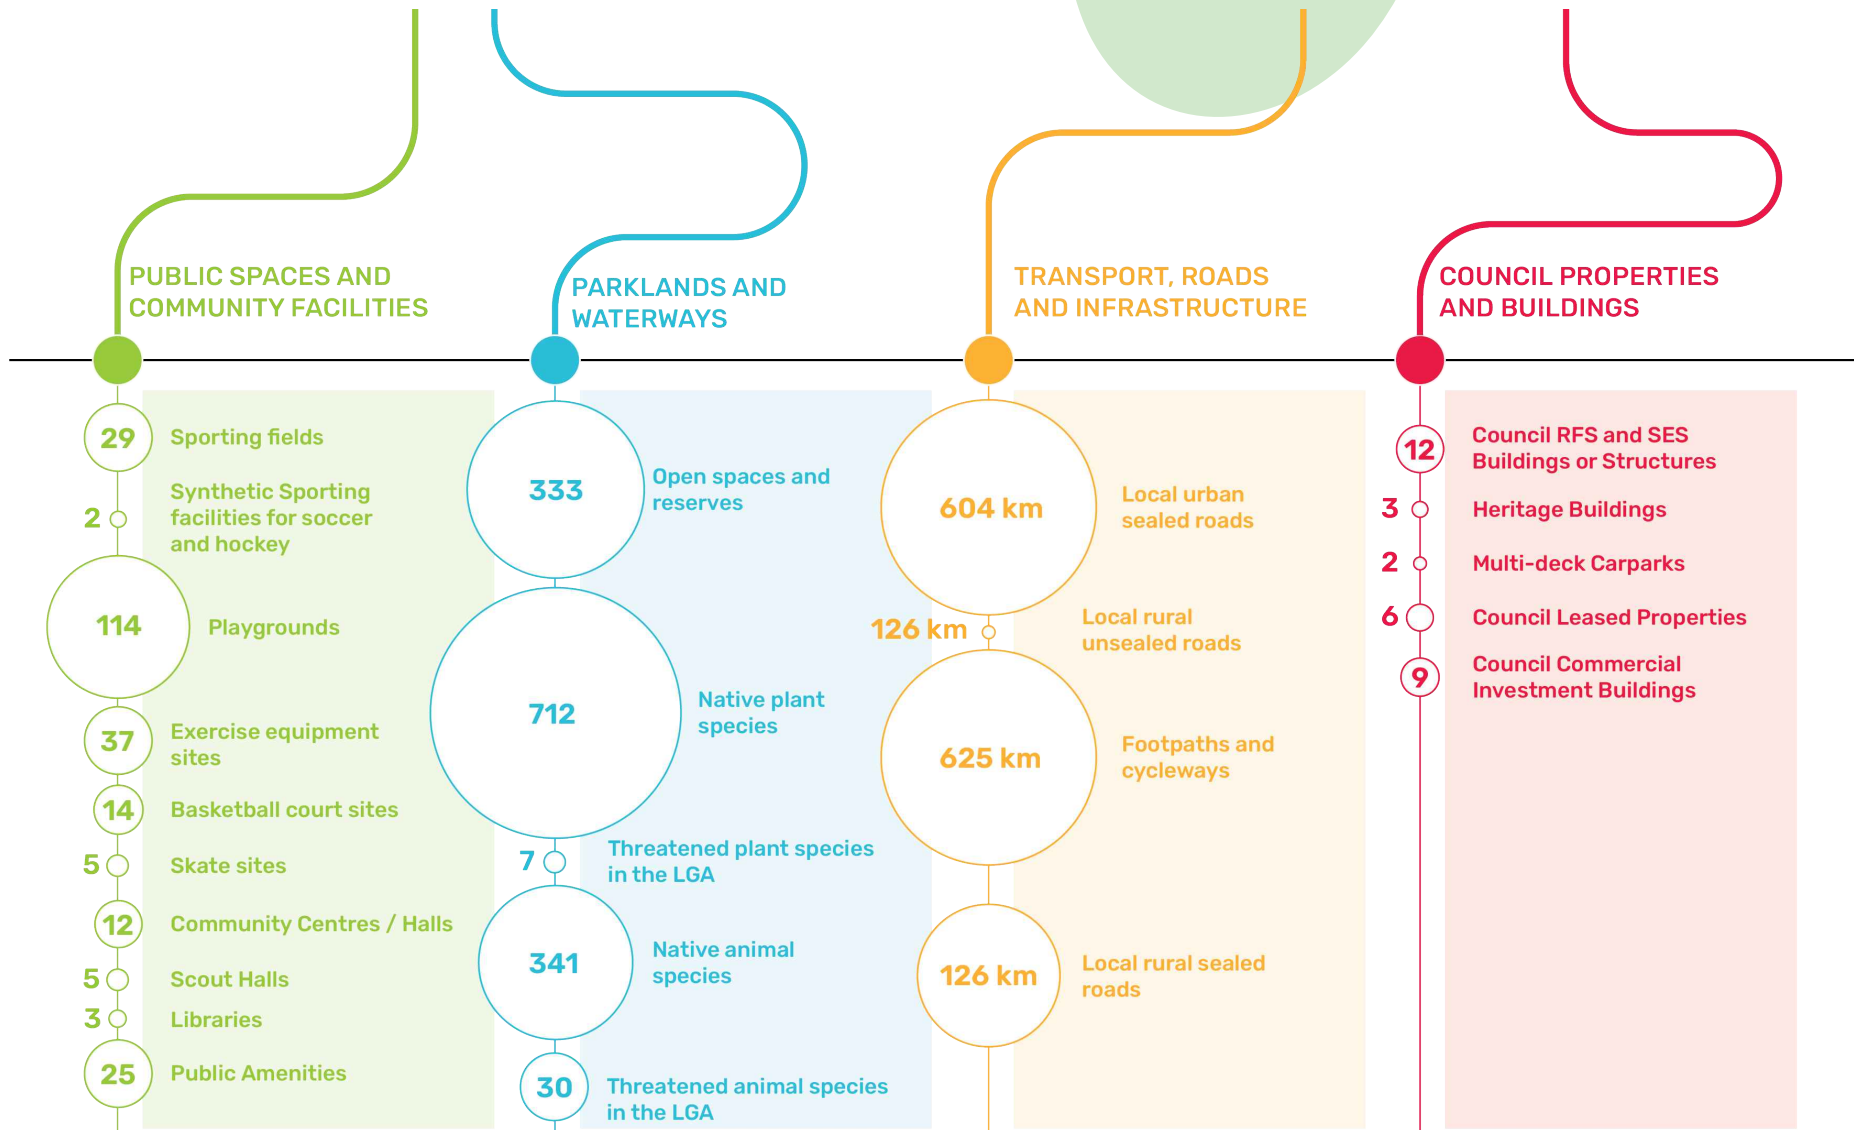 PUBLIC SPACES AND
COMMUNITY FACILITIES
29
Sporting fields
2
Synthetic Sporting
facilities for soccer
and hockey
114
Playgrounds
37
Exercise equipment
sites
14
Basketball court sites
5
Skate sites
12
Community Centres / Halls
5
Scout Halls
3
Libraries
25
Public Amenities
PARKLANDS AND
WATERWAYS
333
Open spaces and
reserves
712
Native plant
species
7
Threatened plant species
in the LGA
341
Native animal
species
30
Threatened animal species
in the LGA
TRANSPORT, ROADS
AND INFRASTRUCTURE
604 km
Local urban
sealed roads
126 km
Local rural
unsealed roads
625 km
Footpaths and
cycleways
126 km
Local rural sealed
roads
COUNCIL PROPERTIES
AND BUILDINGS
12
Council RFS and SES
Buildings or Structures
3
Heritage Buildings
2
Multi-deck Carparks
6
Council Leased Properties
9
Council Commercial
Investment Buildings